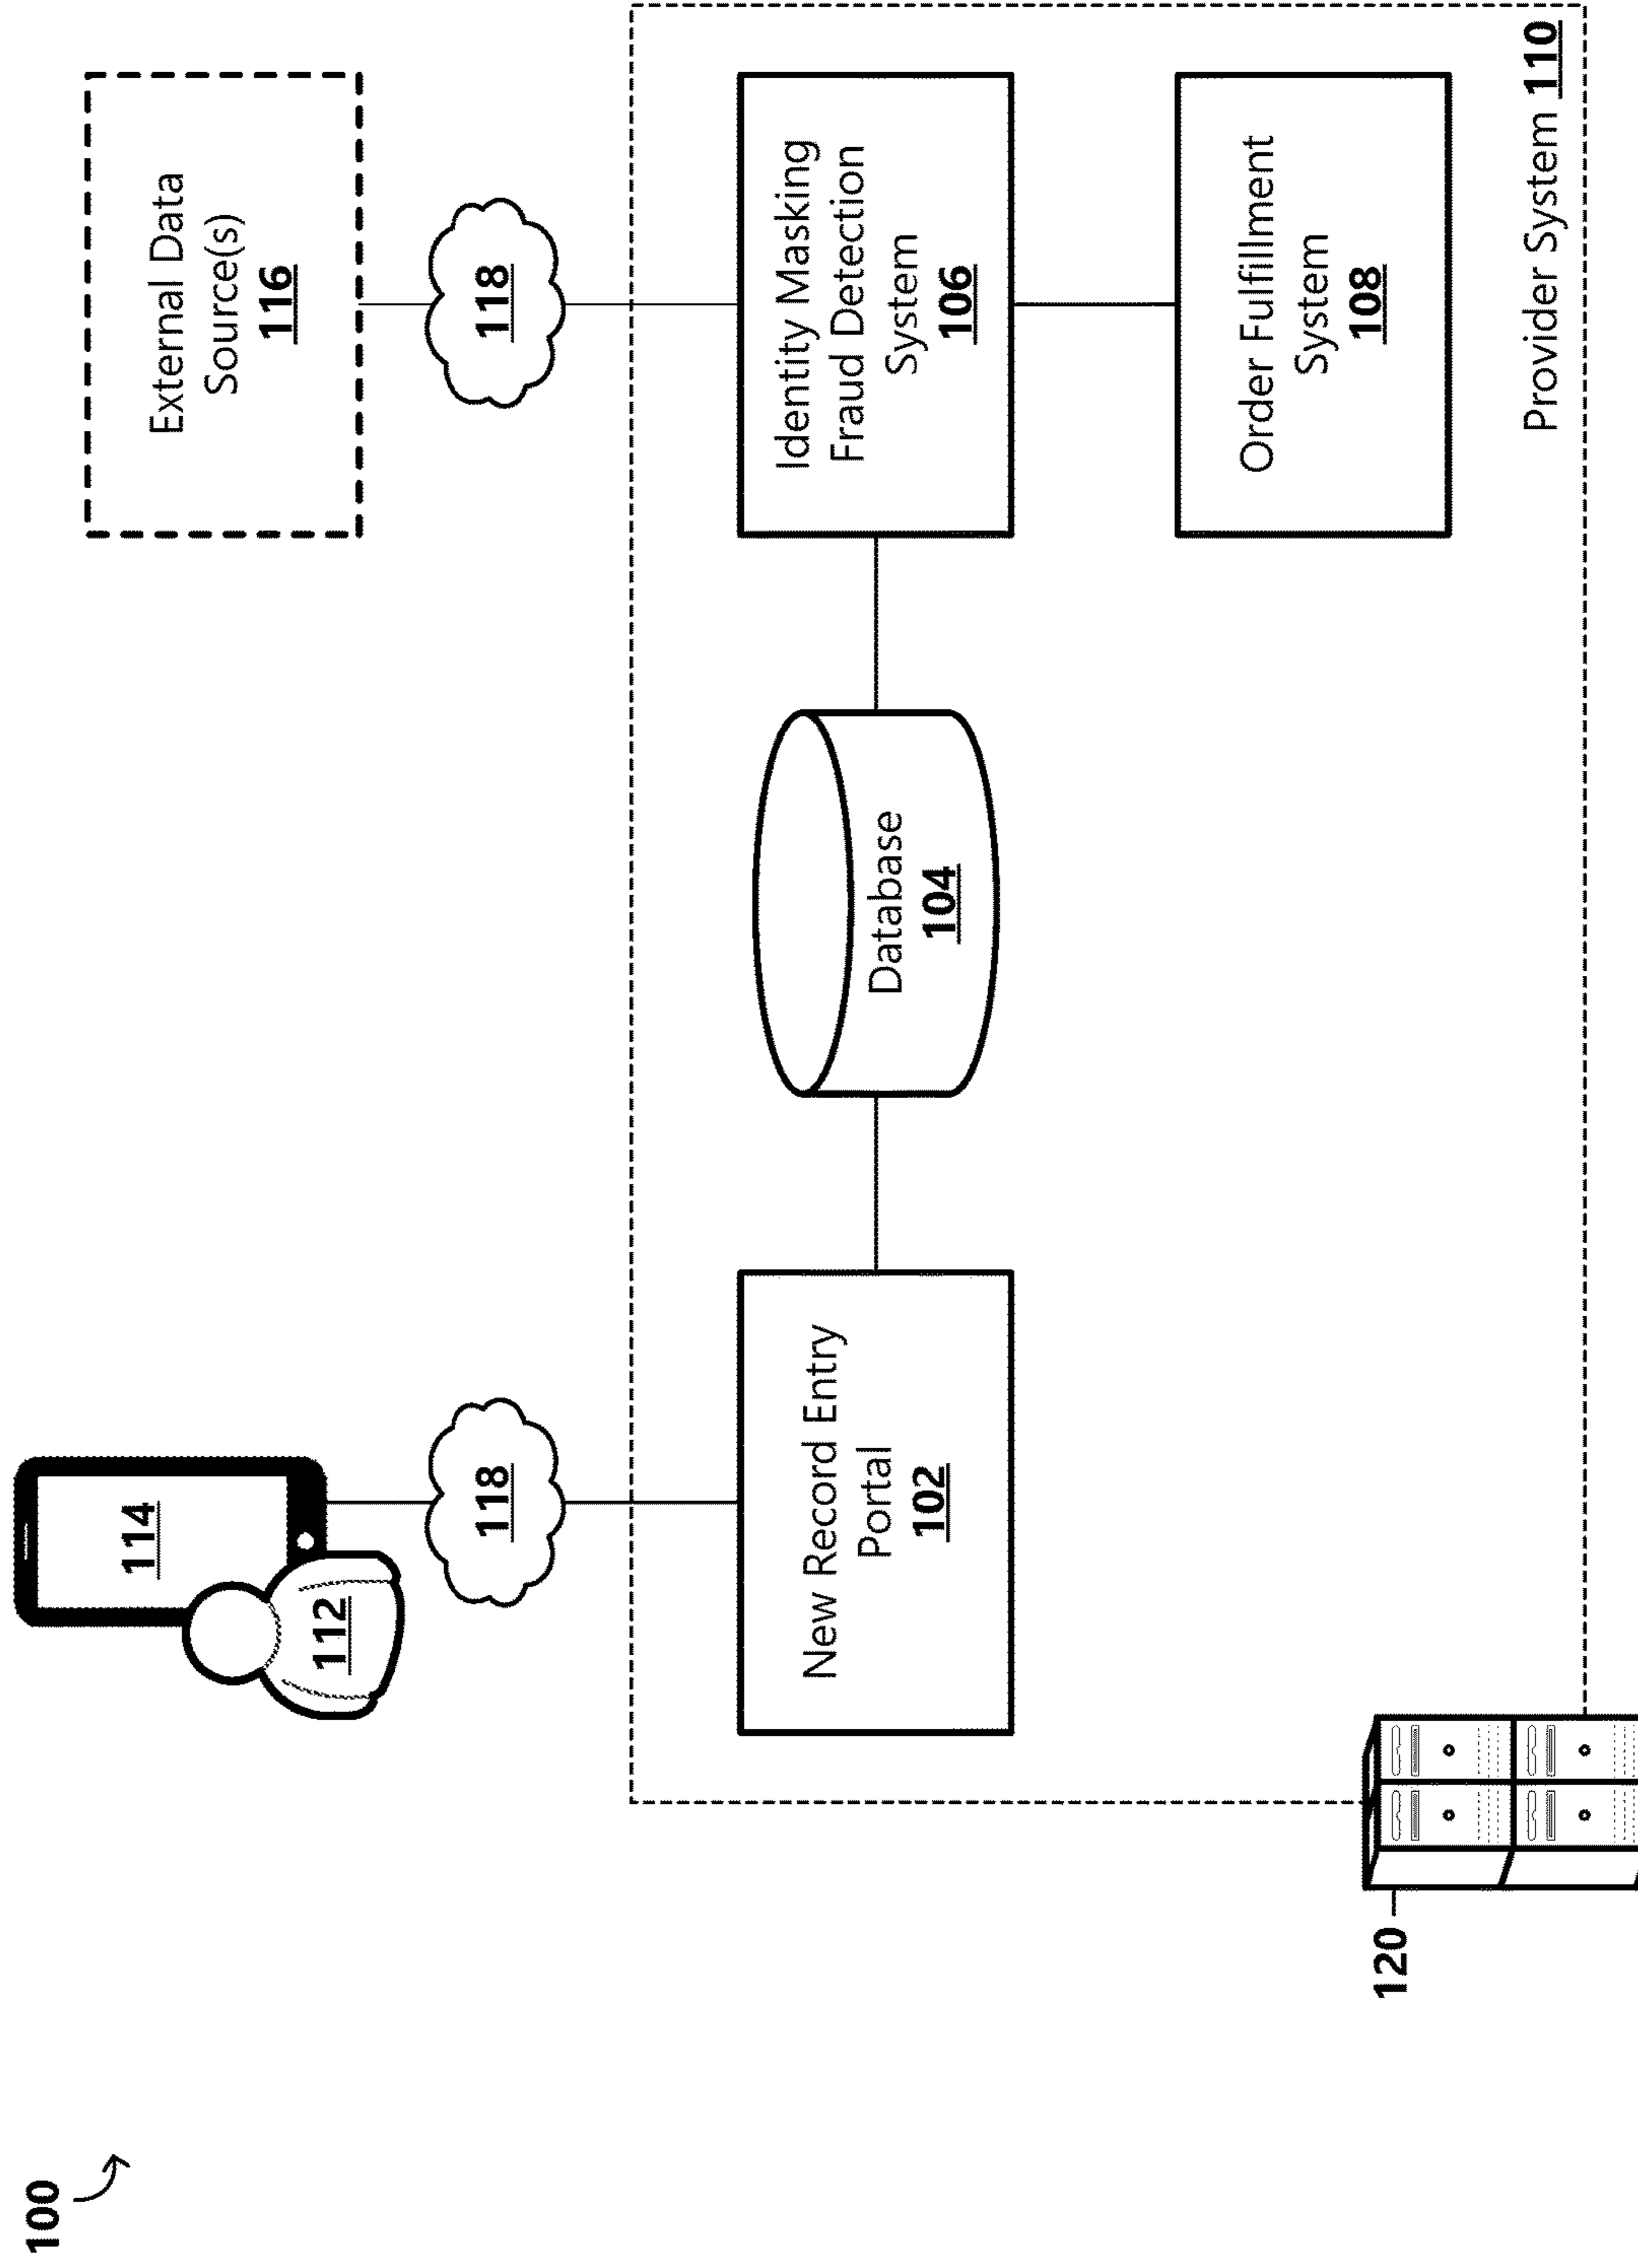 100
114
112
118
118
External Data
Source(s)
116
New Record Entry
Portal
102
Database
104
Identity Masking
Fraud Detection
System
106
Order Fulfillment
System
108
120
Provider System 110